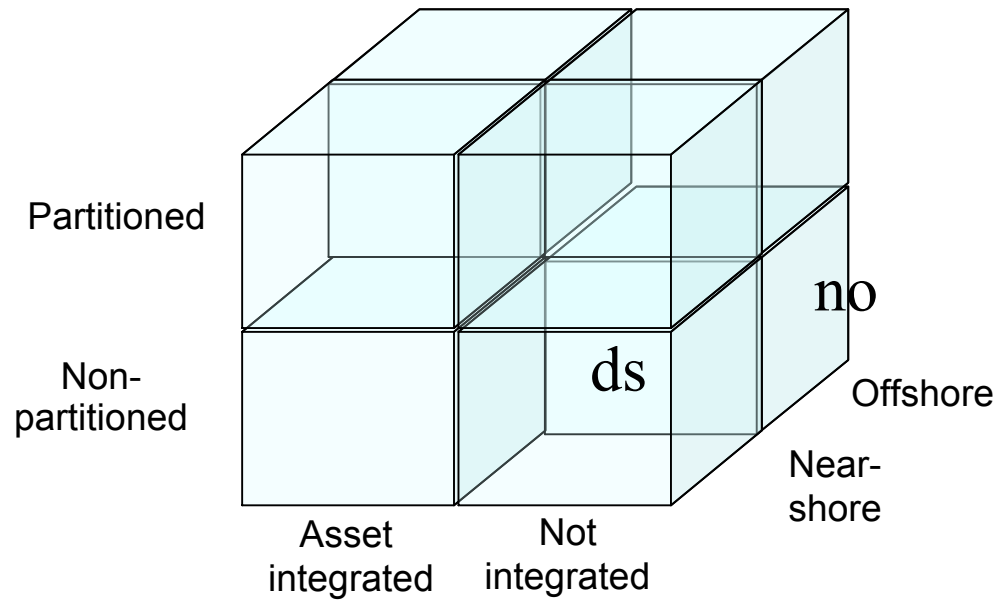 Partitioned
no
ds
Non-
partitioned
Offshore
Near-
shore
Asset
integrated
Not
integrated